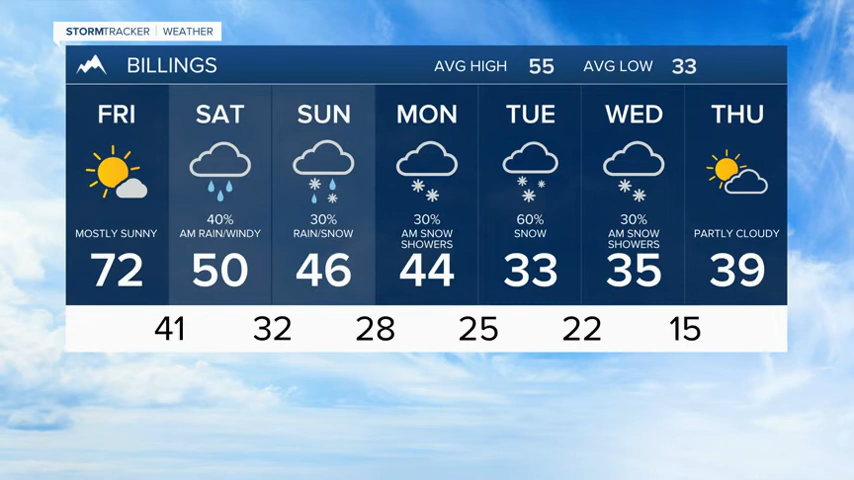 STORMTRACKER | WEATHER
BILLINGS AVG HIGH 55 AVG LOW 33
FRI SAT SUN MON TUE WED THU
40% 30% 30% 60% 30%
MOSTLY SUNNY AM RAIN/WINDY RAIN/SNOW AM SNOW SHOWERS SNOW AM SNOW SHOWERS PARTLY CLOUDY
72 50 46 44 33 35 39
41 32 28 25 22 15